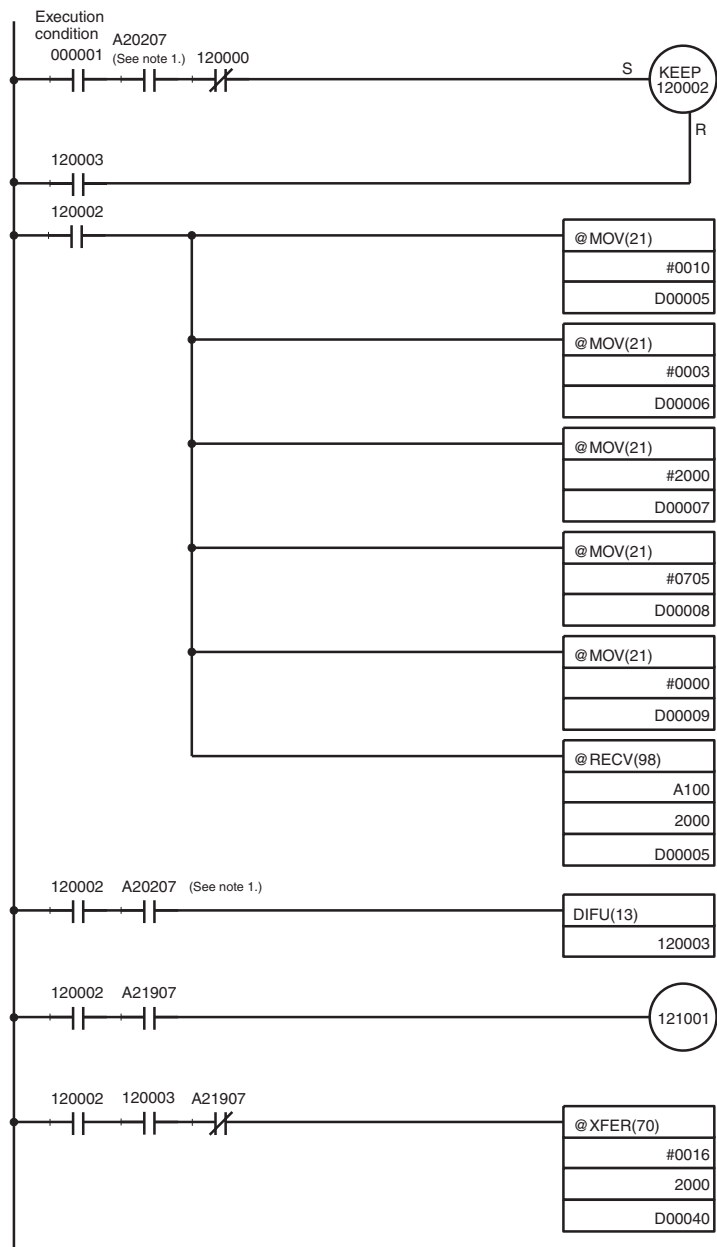 Execution
condition
000001
A20207
(See note 1.)
120000
S
KEEP
120002
R
120003
120002
@MOV(21)
#0010
D00005
@MOV(21)
#0003
D00006
@MOV(21)
#2000
D00007
@MOV(21)
#0705
D00008
@MOV(21)
#0000
D00009
@RECV(98)
A100
2000
D00005
120002 A20207 (See note 1.)
DIFU(13)
120003
120002 A21907
121001
120002 120003 A21907
@XFER(70)
#0016
2000
D00040